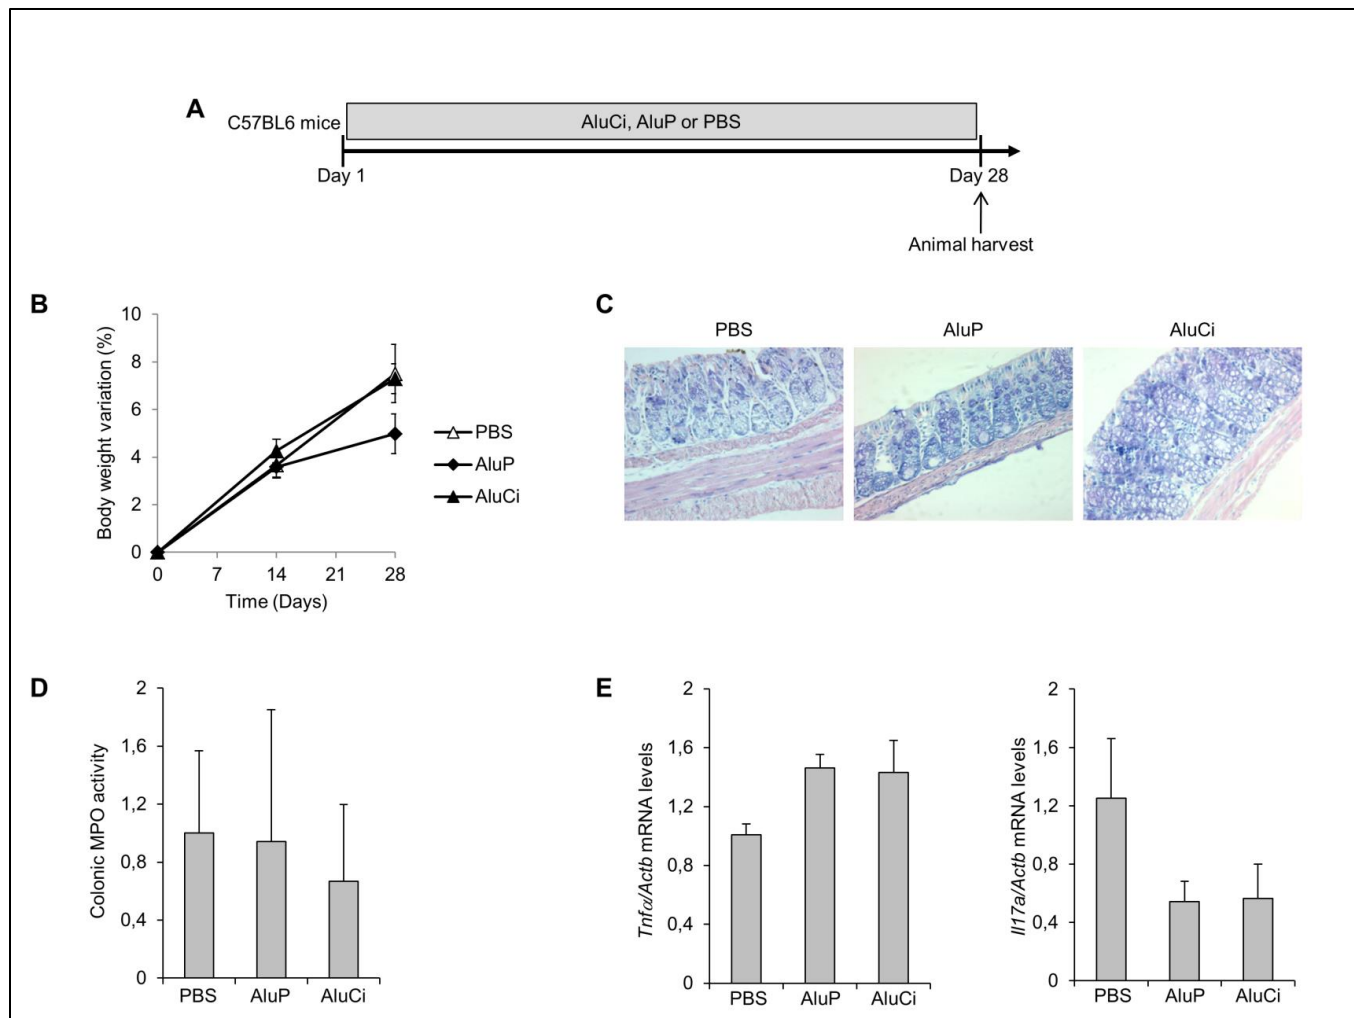 A
C57BL6 mice
AluCi, AluP or PBS
Day 1
Day 28
Animal harvest
B
Body weight variation (%)
10
8
6
4
2
0
0 7 14 21 28
Time (Days)
PBS
AluP
AluCi
C
PBS AluP AluCi
D
Colonic MPO activity
2
1,6
1,2
0,8
0,4
0
PBS AluP AluCi
E
Tnfα/Actb mRNA levels
2
1,6
1,2
0,8
0,4
0
PBS AluP AluCi
Il17a/Actb mRNA levels
2
1,6
1,2
0,8
0,4
0
PBS AluP AluCi